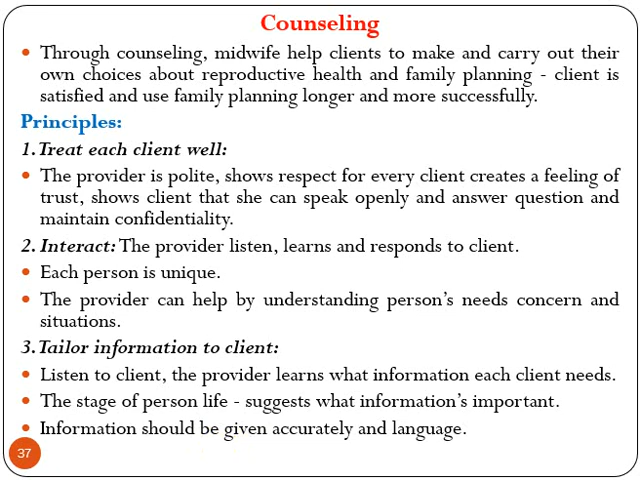 Counseling
Through counseling, midwife help clients to make and carry out their
own choices about reproductive health and family planning - client is
satisfied and use family planning longer and more successfully.
Principles:
1. Treat each client well:
The provider is polite, shows respect for every client creates a feeling of
trust, shows client that she can speak openly and answer question and
maintain confidentiality.
2. Interact: The provider listen, learns and responds to client.
Each person is unique.
The provider can help by understanding person's needs concern and
situations.
3. Tailor information to client:
Listen to client, the provider learns what information each client needs.
The stage of person life - suggests what information's important.
Information should be given accurately and language.
37